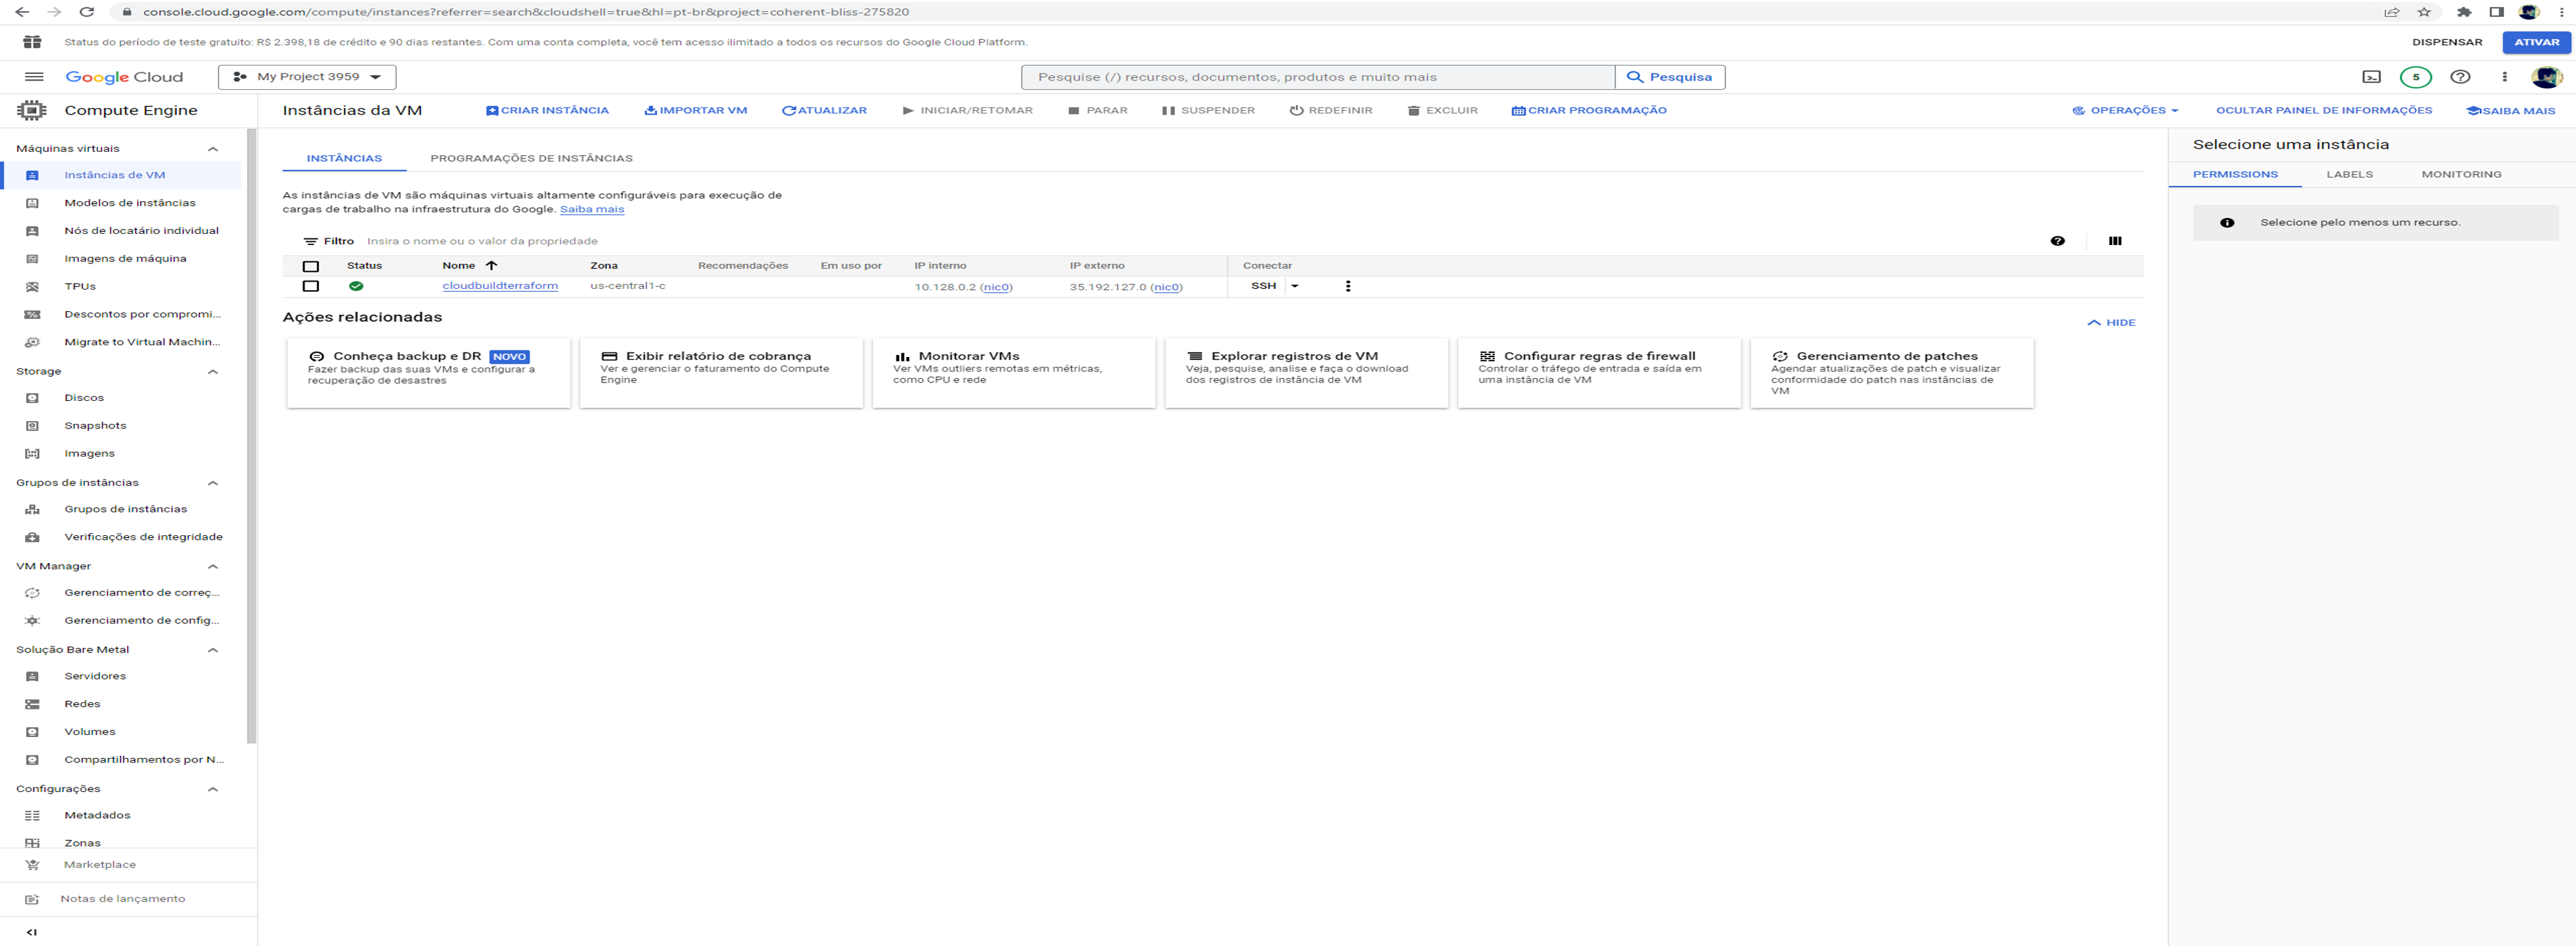 console.cloud.google.com/compute/instances?referrer=search&cloudshell=true&hl=pt-br&project=coherent-bliss-275820
Status do período de teste gratuito: R$ 2.398,18 de crédito e 90 dias restantes. Com uma conta completa, você tem acesso ilimitado a todos os recursos do Google Cloud Platform.
DISPENSAR
ATIVAR
Google Cloud
My Project 3959
Pesquise (/) recursos, documentos, produtos e muito mais
Pesquisa
5
Compute Engine
Instâncias da VM
CRIAR INSTÂNCIA
IMPORTAR VM
ATUALIZAR
INICIAR/RETOMAR
PARAR
SUSPENDER
REDEFINIR
EXCLUIR
CRIAR PROGRAMAÇÃO
OPERAÇÕES
OCULTAR PAINEL DE INFORMAÇÕES
SAIBA MAIS
Máquinas virtuais
Instâncias de VM
Modelos de instâncias
Nós de locatário individual
Imagens de máquina
TPUs
Descontos por compromi...
Migrate to Virtual Machin...
Storage
Discos
Snapshots
Imagens
Grupos de instâncias
Grupos de instâncias
Verificações de integridade
VM Manager
Gerenciamento de correç...
Gerenciamento de config...
Solução Bare Metal
Servidores
Redes
Volumes
Compartilhamentos por N...
Configurações
Metadados
Zonas
Marketplace
Notas de lançamento
INSTÂNCIAS
PROGRAMAÇÕES DE INSTÂNCIAS
As instâncias de VM são máquinas virtuais altamente configuráveis para execução de
cargas de trabalho na infraestrutura do Google. Saiba mais
Filtro
Insira o nome ou o valor da propriedade
Status
Nome
Zona
Recomendações
Em uso por
IP interno
IP externo
Conectar
cloudbuildterraform
us-central1-c
10.128.0.2 (nic0)
35.192.127.0 (nic0)
SSH
Ações relacionadas
HIDE
Conheça backup e DR NOVO
Fazer backup das suas VMs e configurar a
recuperação de desastres
Exibir relatório de cobrança
Ver e gerenciar o faturamento do Compute
Engine
Monitorar VMs
Ver VMs outliers remotas em métricas,
como CPU e rede
Explorar registros de VM
Veja, pesquise, analise e faça o download
dos registros de instância de VM
Configurar regras de firewall
Controlar o tráfego de entrada e saída em
uma instância de VM
Gerenciamento de patches
Agendar atualizações de patch e visualizar
conformidade do patch nas instâncias de
VM
Selecione uma instância
PERMISSIONS
LABELS
MONITORING
Selecione pelo menos um recurso.